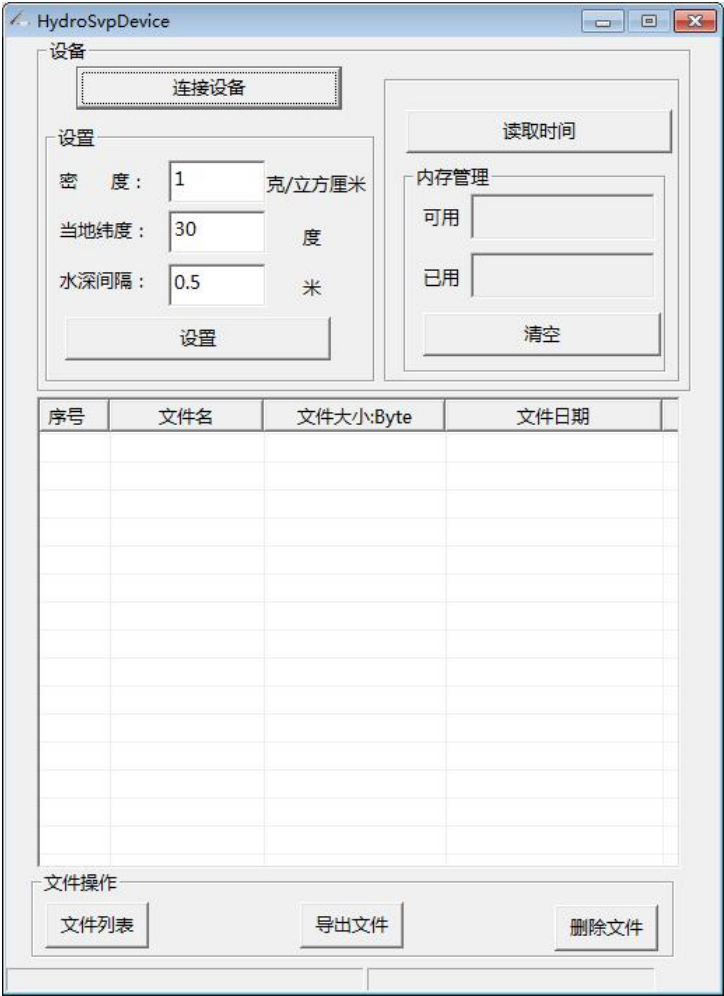 HydroSvpDevice
设备
连接设备
设置
密 度： 1 克/立方厘米
当地纬度： 30 度
水深间隔： 0.5 米
设置
读取时间
内存管理
可用
已用
清空
序号 文件名 文件大小:Byte 文件日期
文件操作
文件列表 导出文件 删除文件